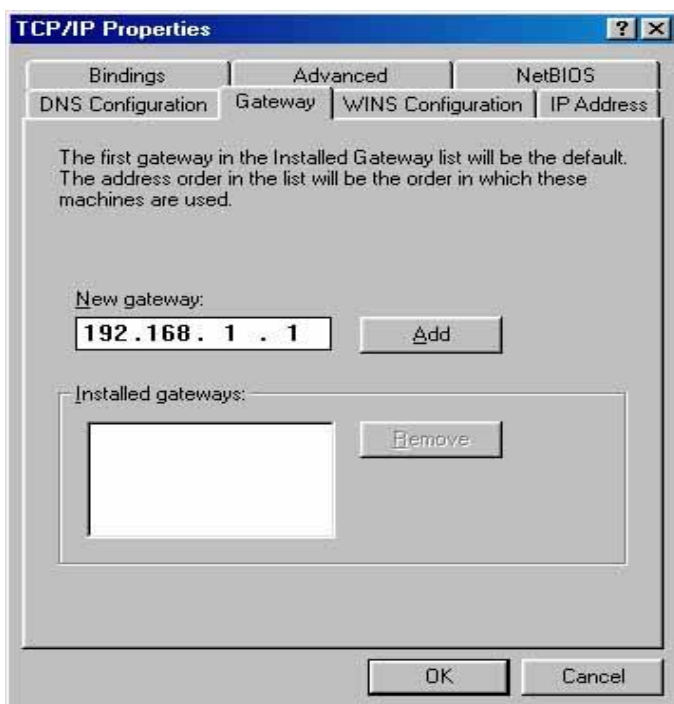 TCP/IP Properties
Bindings Advanced NetBIOS
DNS Configuration Gateway WINS Configuration IP Address
The first gateway in the Installed Gateway list will be the default.
The address order in the list will be the order in which these
machines are used.
New gateway:
192.168. 1 . 1 Add
Installed gateways:
Remove
OK Cancel